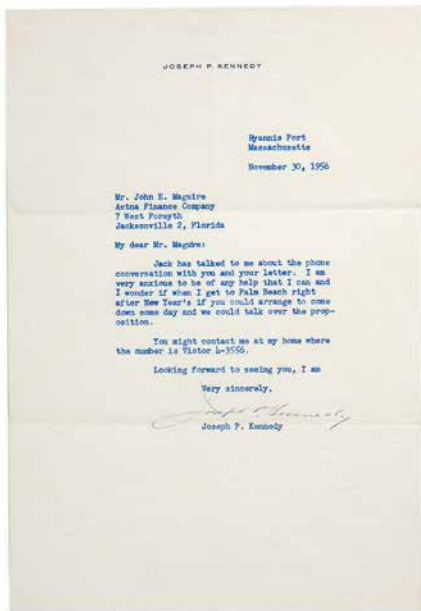 JOSEPH P. KENNEDY
Hyannis Port
Massachusetts
November 30, 1956
Mr. John E. Maguire
Aetna Finance Company
7 West Forsyth
Jacksonville 2, Florida
My dear Mr. Maguire:
Jack has talked to me about the phone
conversation with you and your letter. I am
very anxious to be of any help that I can and
I wonder if when I get to Palm Beach right
after New Year's if you could arrange to come
down some day and we could talk over the prop-
osition.
You might contact me at my home where
the number is Victor 4-3556.
Looking forward to seeing you, I am
Very sincerely,
Joseph P. Kennedy
Joseph P. Kennedy